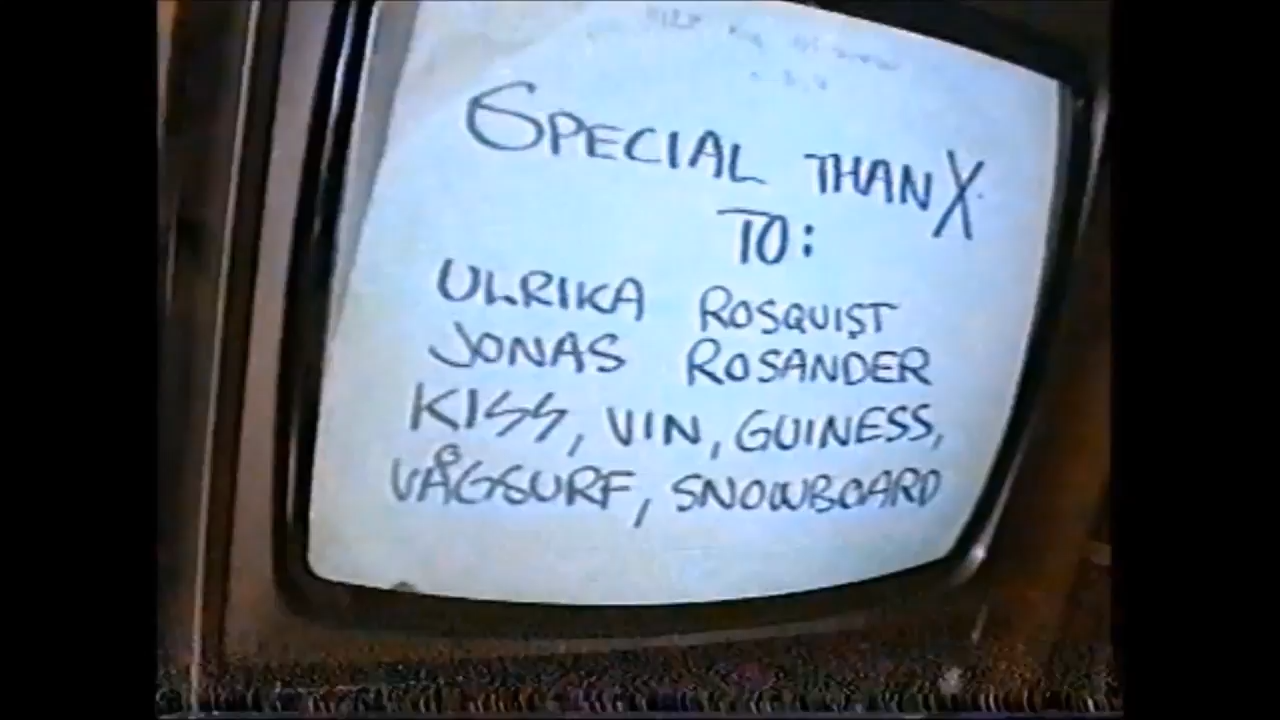 SPECIAL THANX
TO:
ULRIKA ROSQUIST
JONAS ROSANDER
KISS, VIN, GUINESS,
VÅGSURF, SNOWBOARD